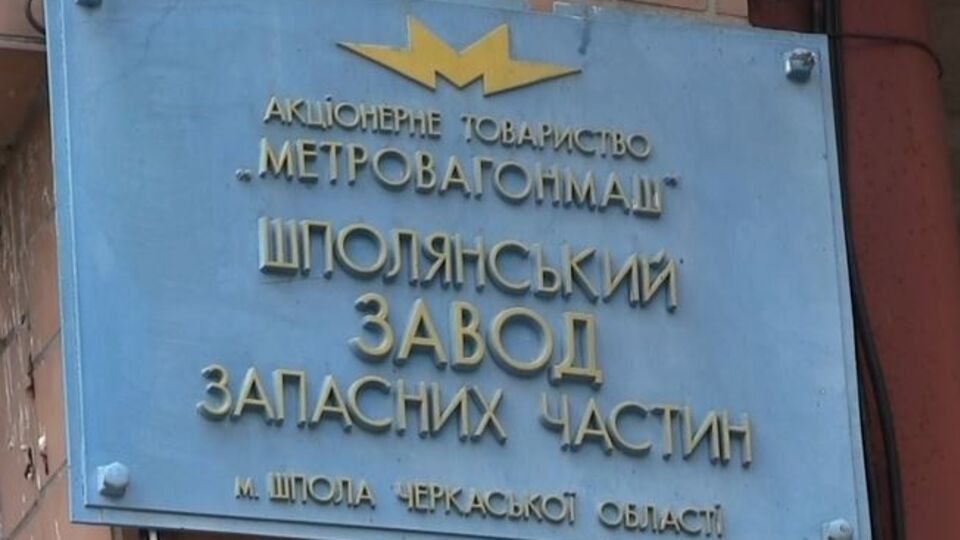 АКЦІОНЕРНЕ ТОВАРИСТВО
„МЕТРОВАГОНМАШ"
ШПОЛЯНСЬКИЙ
ЗАВОД
ЗАПАСНИХ ЧАСТИН
м. ШПОЛА ЧЕРКАСЬКОЇ ОБЛАСТІ